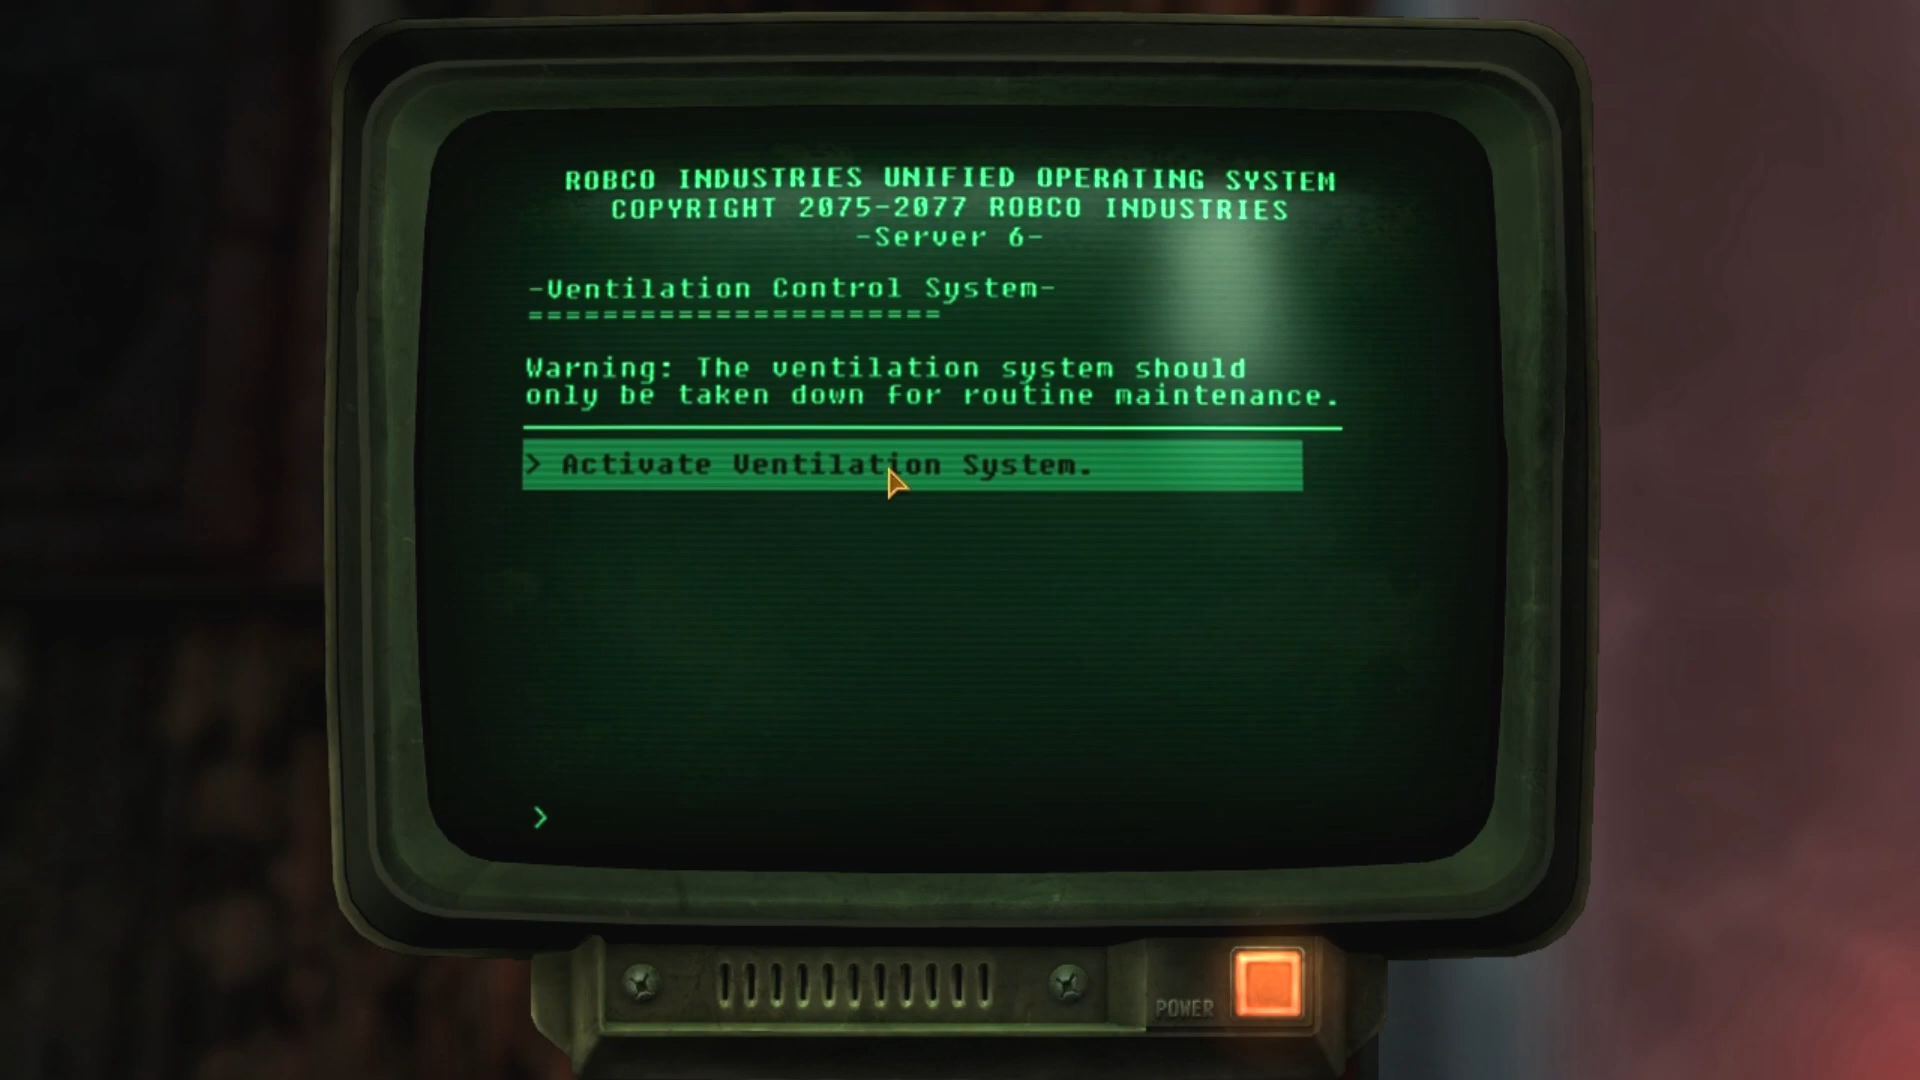 ROBCO INDUSTRIES UNIFIED OPERATING SYSTEM
COPYRIGHT 2075-2077 ROBCO INDUSTRIES
-Server 6-
-Ventilation Control System-
======================
Warning: The ventilation system should
only be taken down for routine maintenance.
> Activate Ventilation System.
>
POWER